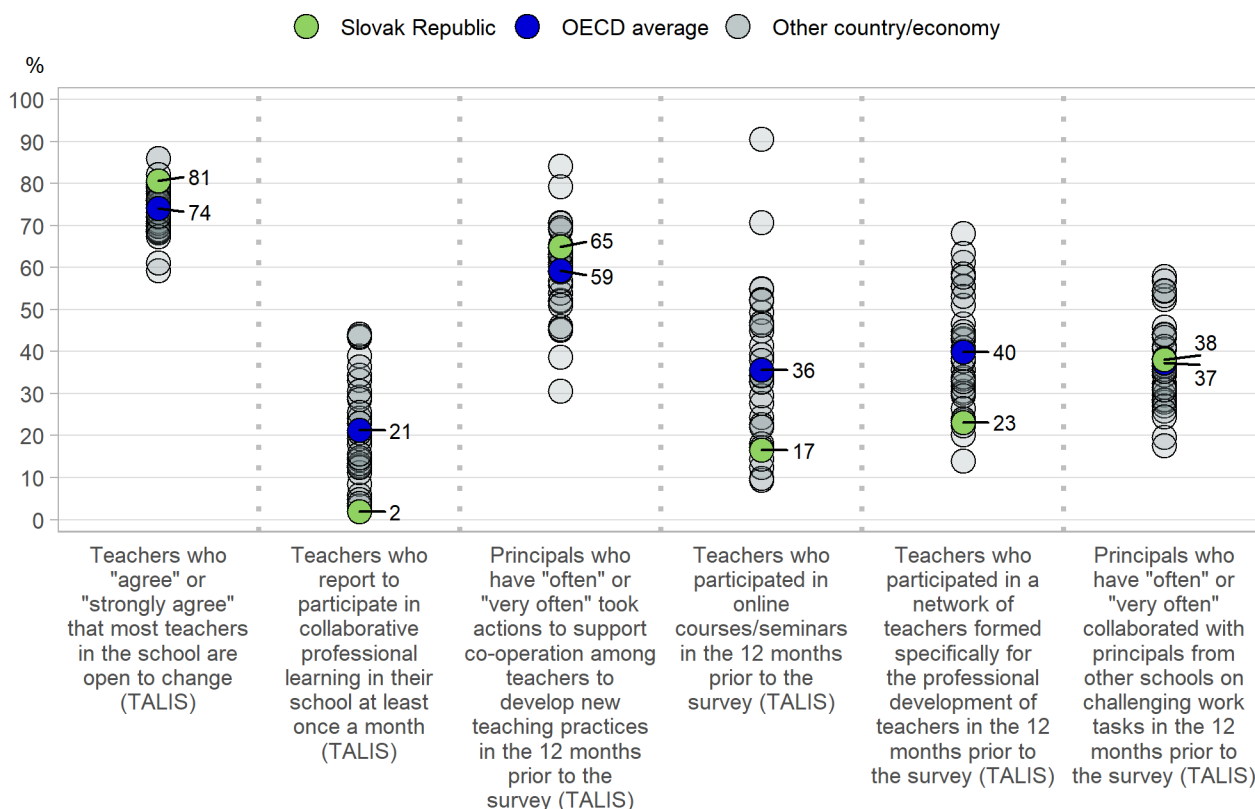 Slovak Republic OECD average Other country/economy
%
100
90
80
70
60
50
40
30
20
10
0
81
74
21
2
65
59
36
17
40
23
38
37
Teachers who
"agree" or
"strongly agree"
that most teachers
in the school are
open to change
(TALIS)
Teachers who
report to
participate in
collaborative
professional
learning in their
school at least
once a month
(TALIS)
Principals who
have "often" or
"very often" took
actions to support
co-operation among
teachers to
develop new
teaching practices
in the 12 months
prior to the
survey (TALIS)
Teachers who
participated in
online
courses/seminars
in the 12 months
prior to the
survey (TALIS)
Teachers who
participated in a
network of
teachers formed
specifically for
the professional
development of
teachers in the 12
months prior to
the survey (TALIS)
Principals who
have "often" or
"very often"
collaborated with
principals from
other schools on
challenging work
tasks in the 12
months prior to
the survey (TALIS)